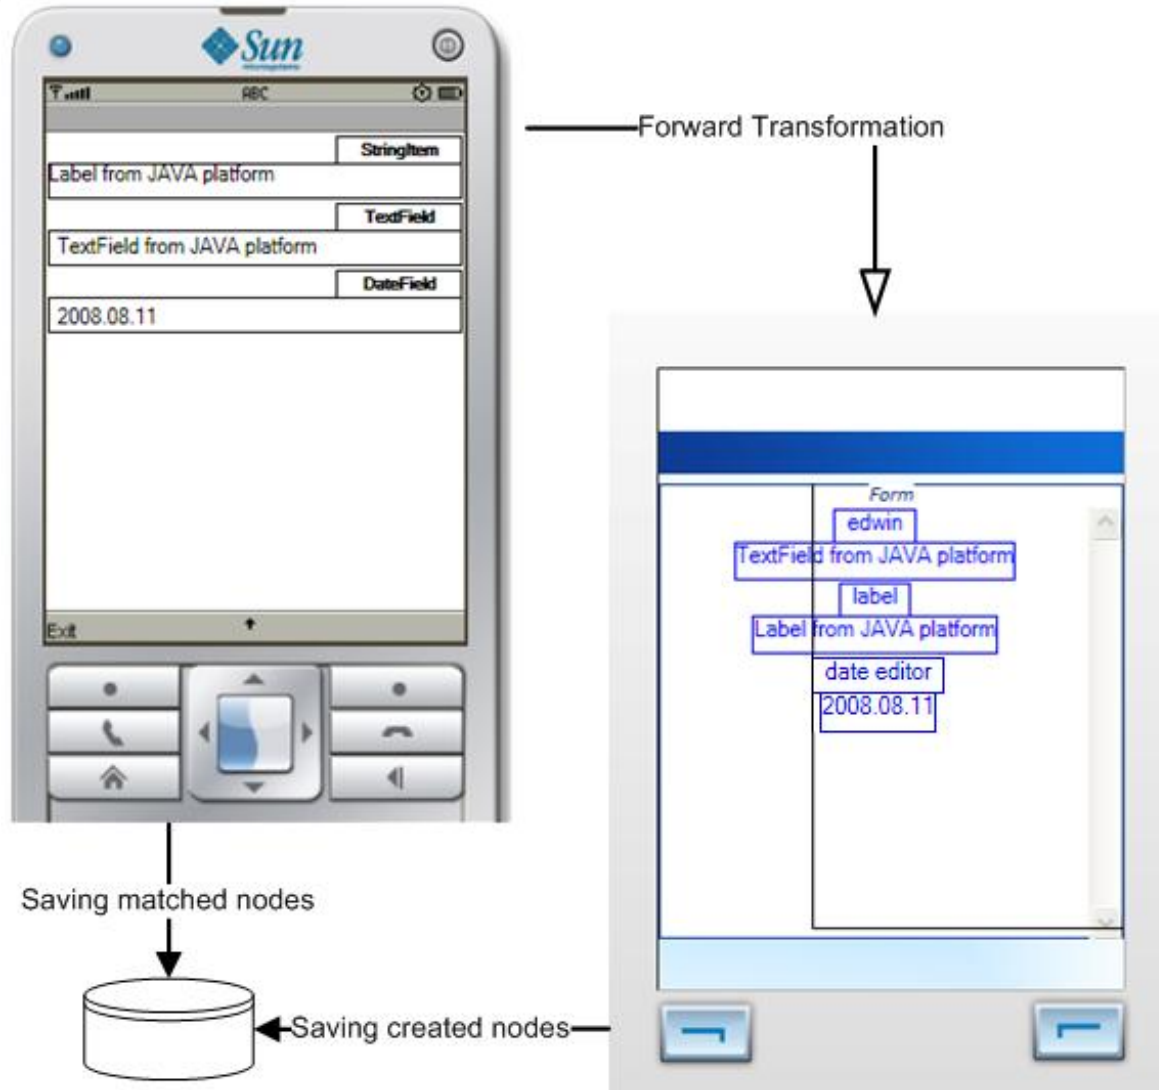 Sun
microsystems
ABC
StringItem
Label from JAVA platform
TextField
TextField from JAVA platform
DateField
2008.08.11
Exit
Forward Transformation
Form
edwin
TextField from JAVA platform
label
Label from JAVA platform
date editor
2008.08.11
Saving matched nodes
Saving created nodes